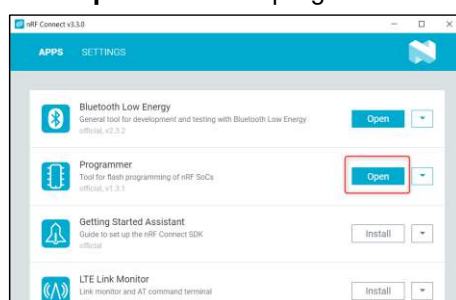 nRF Connect v3.3.0
APPS SETTINGS
Bluetooth Low Energy
General tool for development and testing with Bluetooth Low Energy
official, v2.3.2
Open
Programmer
Tool for flash programming of nRF SoCs
official, v1.3.1
Open
Getting Started Assistant
Guide to set up the nRF Connect SDK
official
Install
LTE Link Monitor
Link monitor and AT command terminal
Install